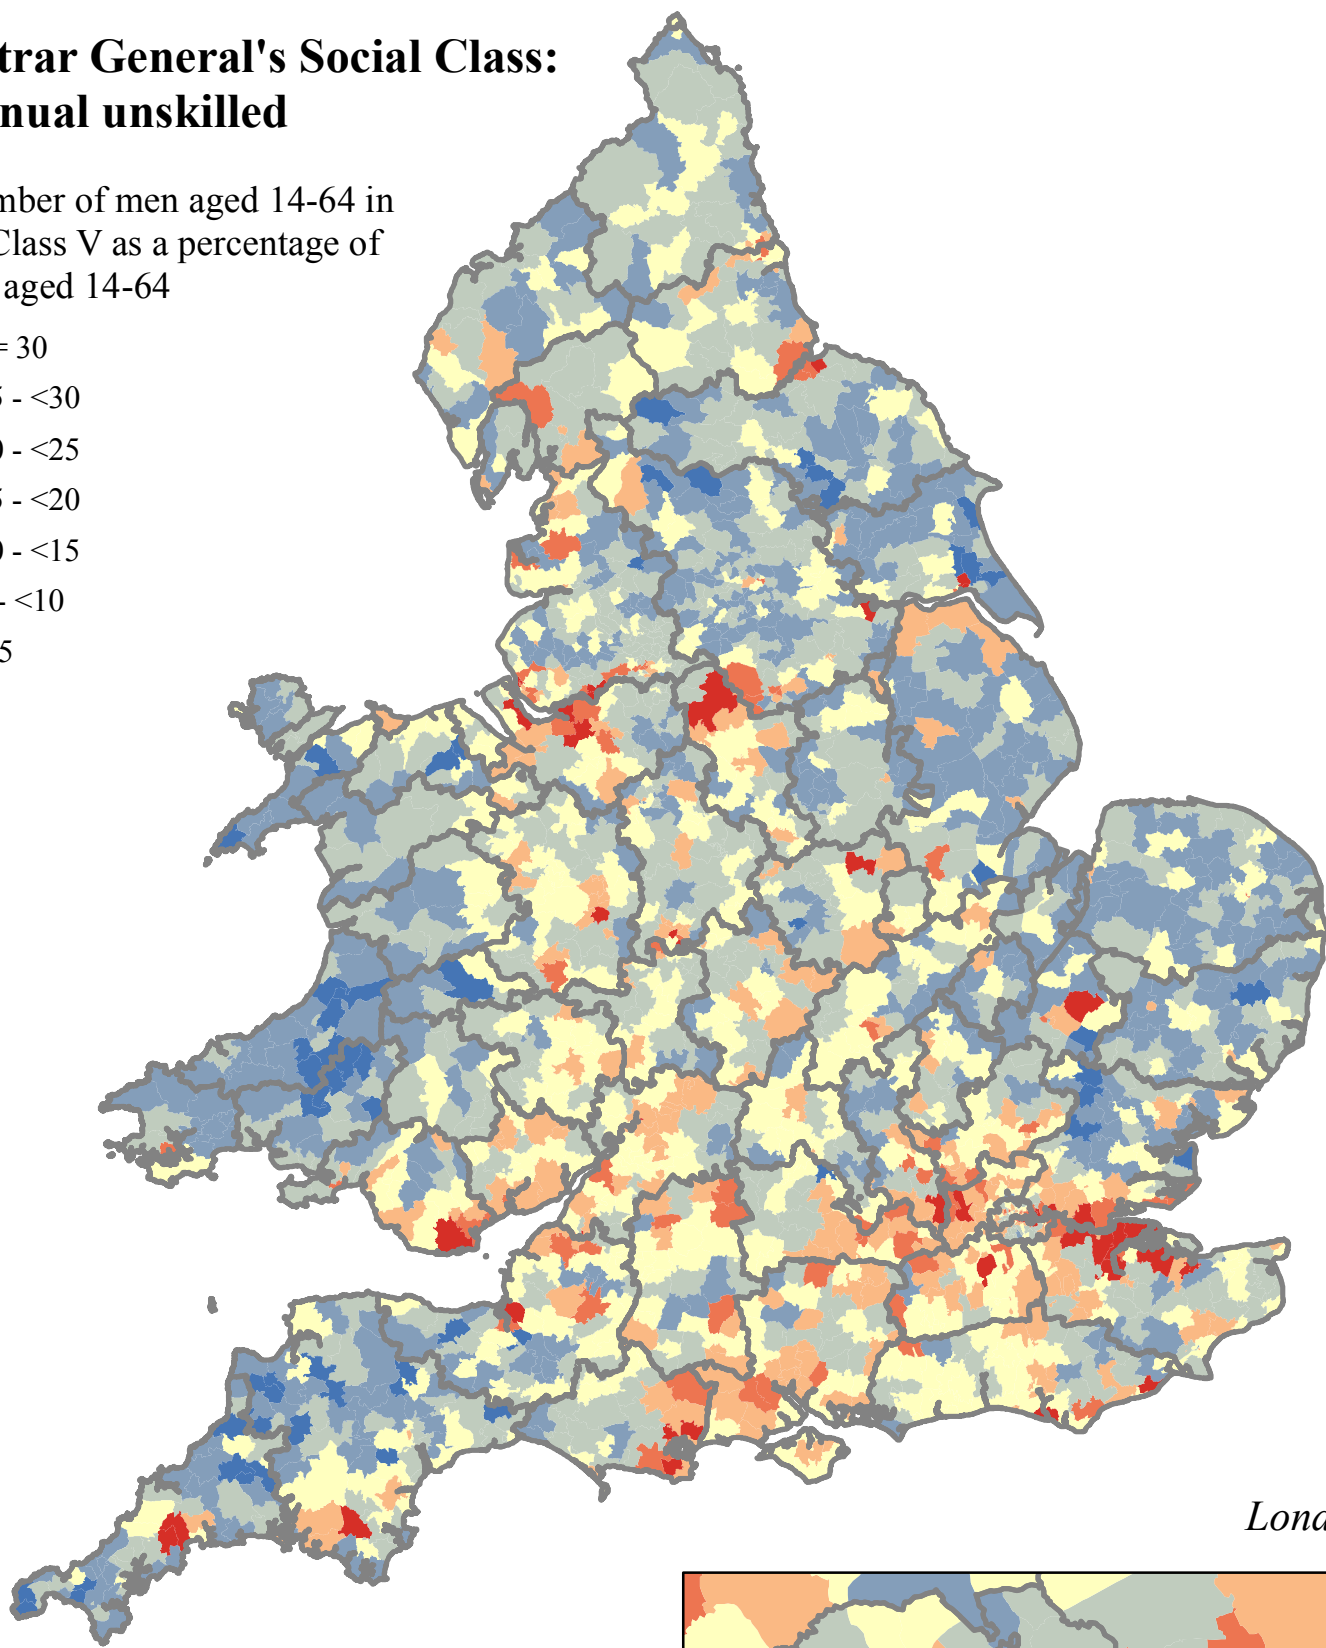 trar General's Social Class:
nual unskilled
mber of men aged 14-64 in
Class V as a percentage of
aged 14-64
= 30
5 - <30
0 - <25
5 - <20
0 - <15
- <10
5
Lond